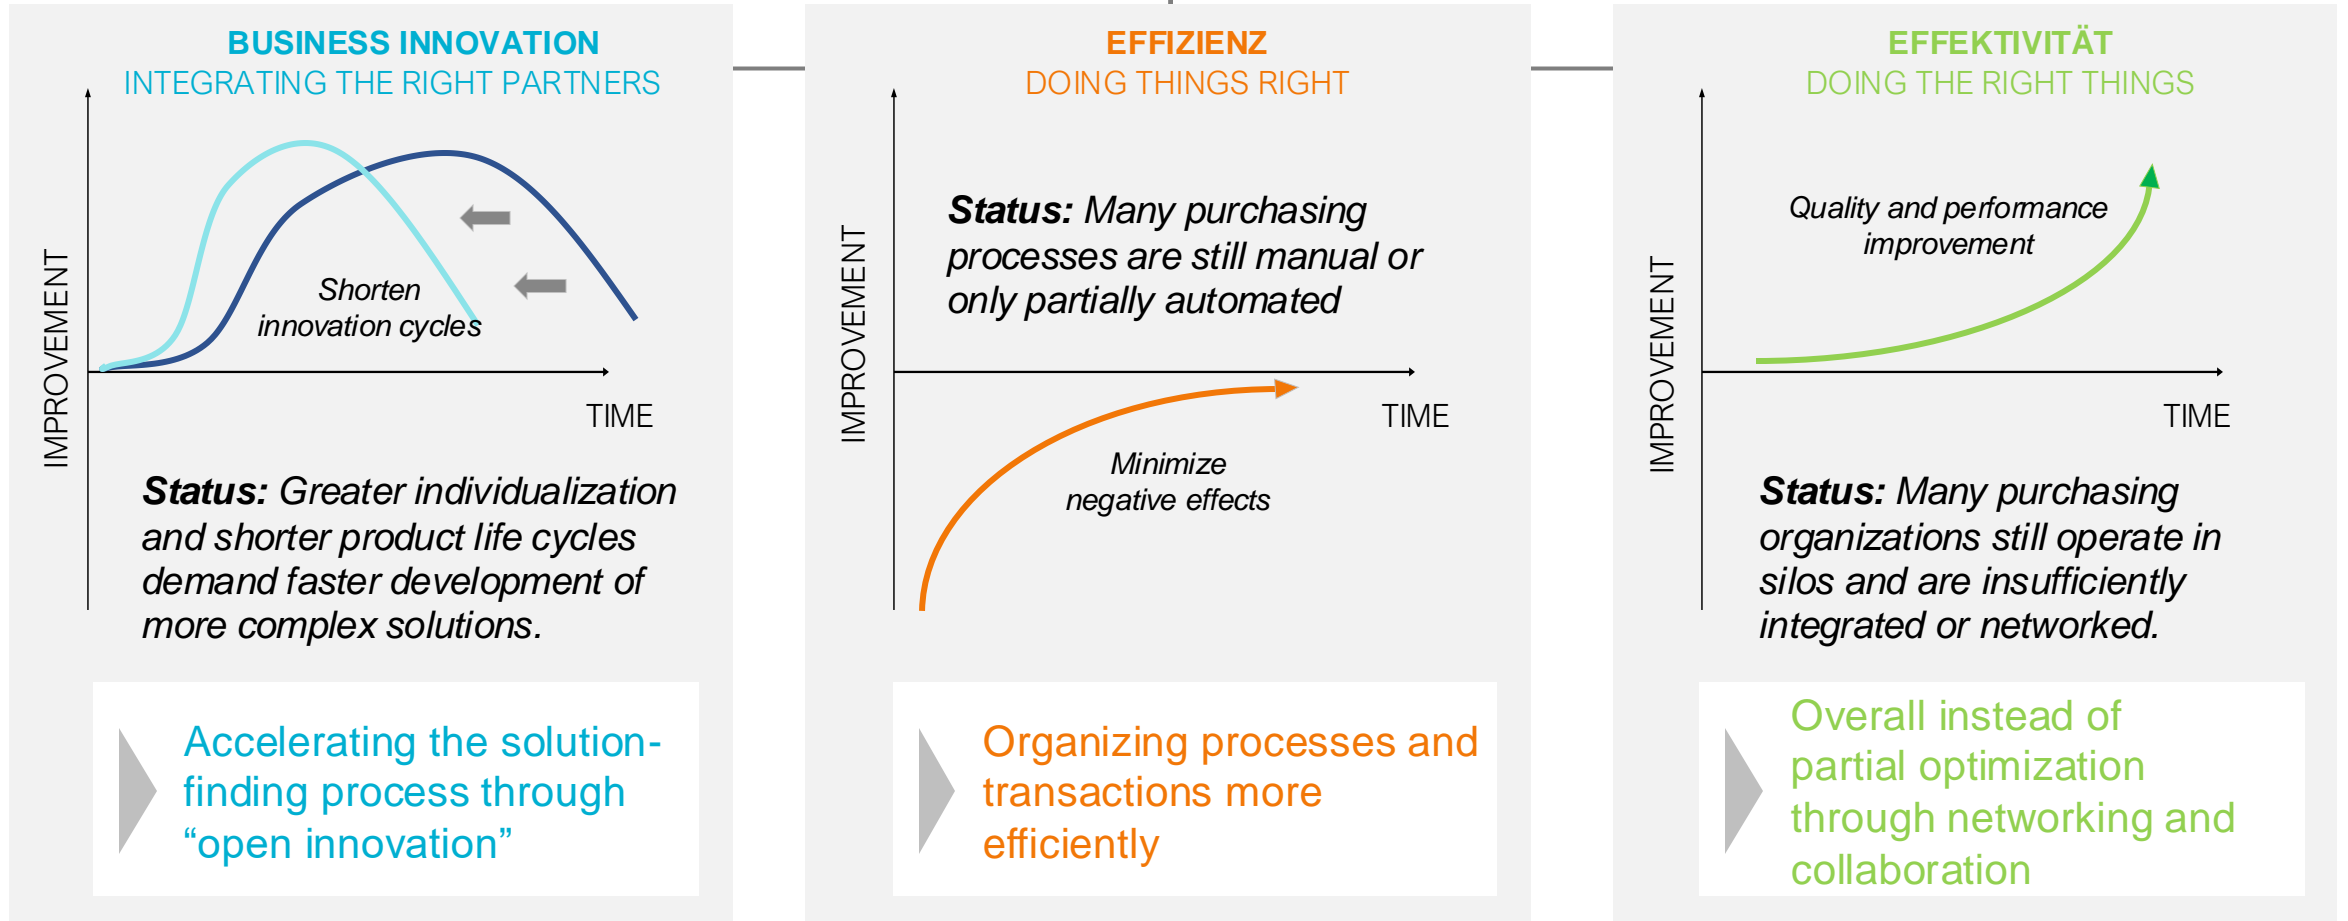 BUSINESS INNOVATION
INTEGRATING THE RIGHT PARTNERS
IMPROVEMENT
Shorten
innovation cycles
TIME
Status: Greater individualization
and shorter product life cycles
demand faster development of
more complex solutions.
Accelerating the solution-
finding process through
“open innovation”
EFFIZIENZ
DOING THINGS RIGHT
IMPROVEMENT
Status: Many purchasing
processes are still manual or
only partially automated
TIME
Minimize
negative effects
Organizing processes and
transactions more
efficiently
EFFEKTIVITÄT
DOING THE RIGHT THINGS
IMPROVEMENT
Quality and performance
improvement
TIME
Status: Many purchasing
organizations still operate in
silos and are insufficiently
integrated or networked.
Overall instead of
partial optimization
through networking and
collaboration